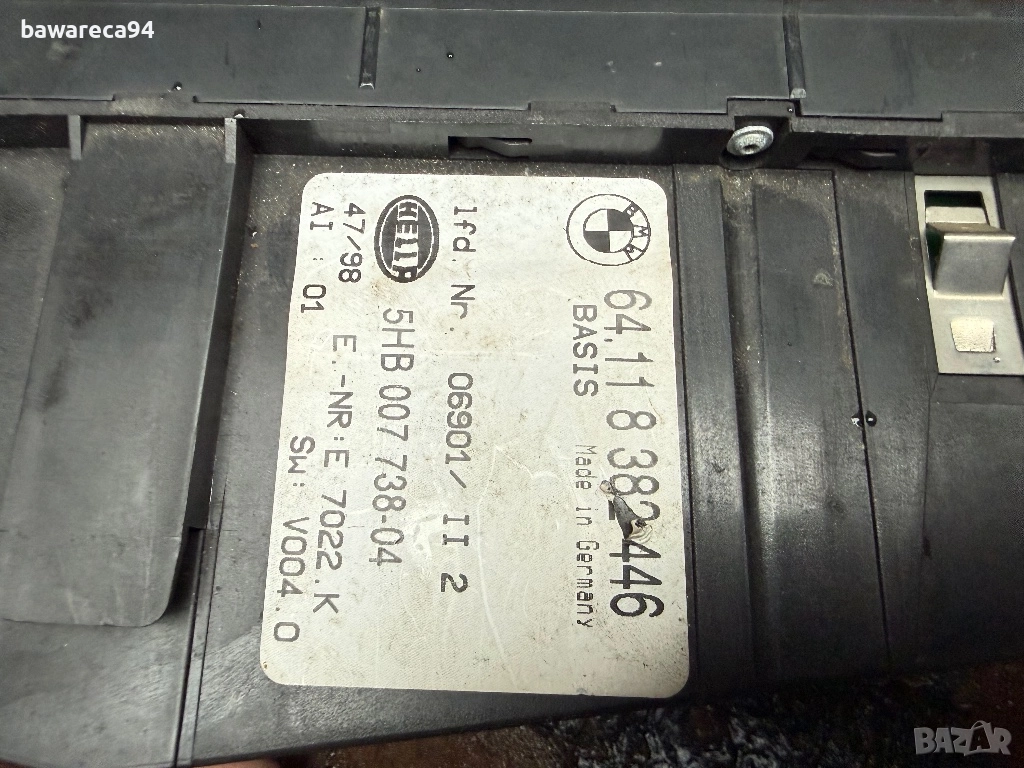 bawareca94
BMW
64.11 8 382 446
BASIS Made in Germany
lfd. Nr. 06901/ II 2
HELLA 5HB 007 738-04
47/98 E.-NR:E 7022.K
AI : 01 SW: V004.0
BAZAR